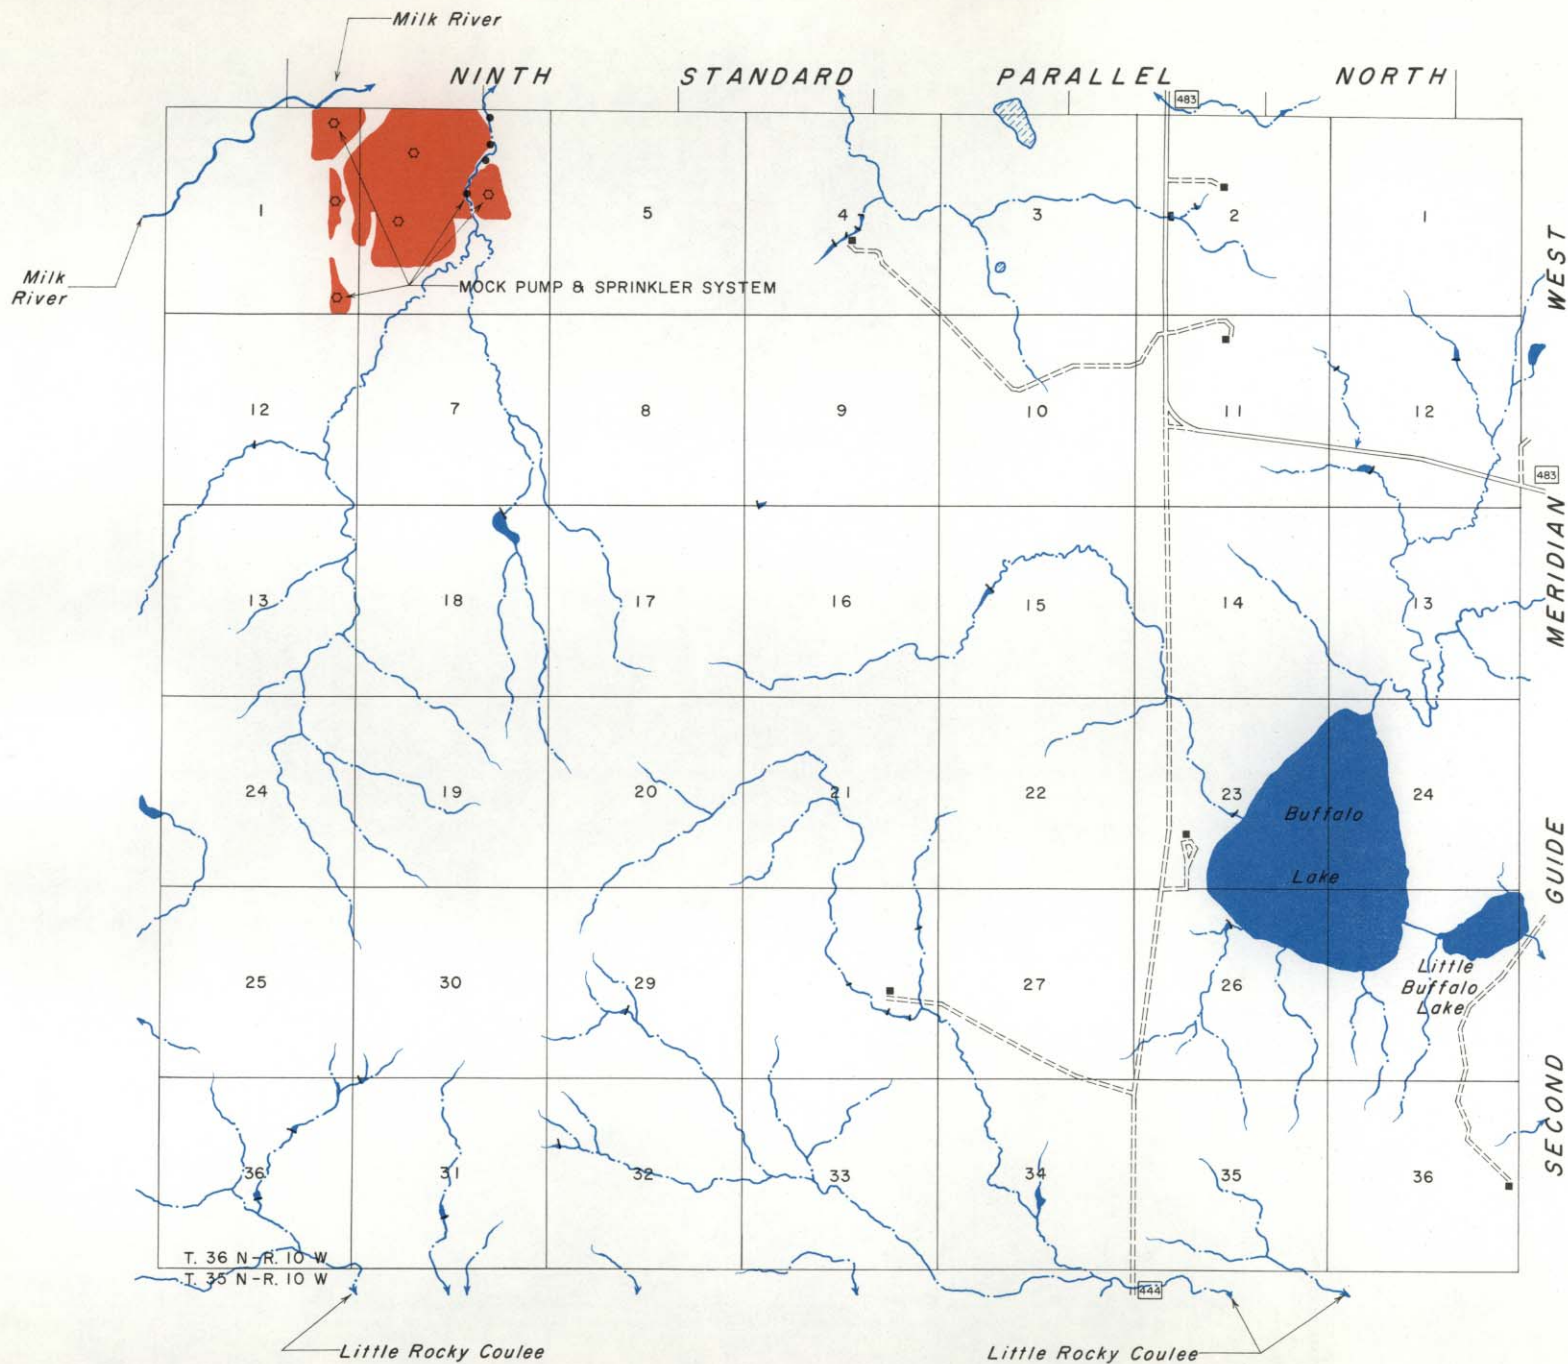 Milk River
NINTH STANDARD PARALLEL NORTH
483
1 5 4 3 2 1
Milk
River
MOCK PUMP & SPRINKLER SYSTEM
WEST
12 7 8 9 10 11 12
483
MERIDIAN
13 18 17 16 15 14 13
24 19 20 21 22 23 24
Buffalo
Lake
GUIDE
25 30 29 27 26
Little
Buffalo
Lake
SECOND
36 31 32 33 34 35 36
T. 36 N-R. 10 W
T. 35 N-R. 10 W
444
Little Rocky Coulee
Little Rocky Coulee